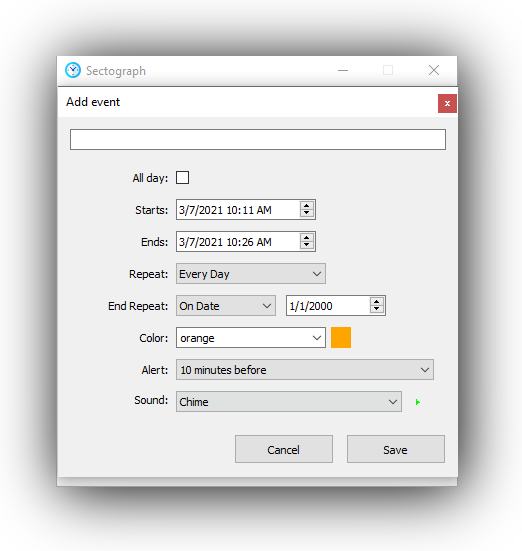 Sectograph
Add event
x
All day:
Starts: 3/7/2021 10:11 AM
Ends: 3/7/2021 10:26 AM
Repeat: Every Day
End Repeat: On Date 1/1/2000
Color: orange
Alert: 10 minutes before
Sound: Chime
Cancel Save